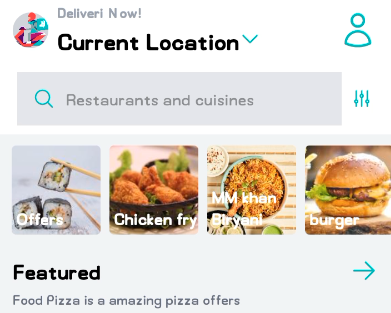 Deliveri Now!
Current Location
Restaurants and cuisines
Offers
Chicken fry
MM khan
Biryani
burger
Featured
Food Pizza is a amazing pizza offers